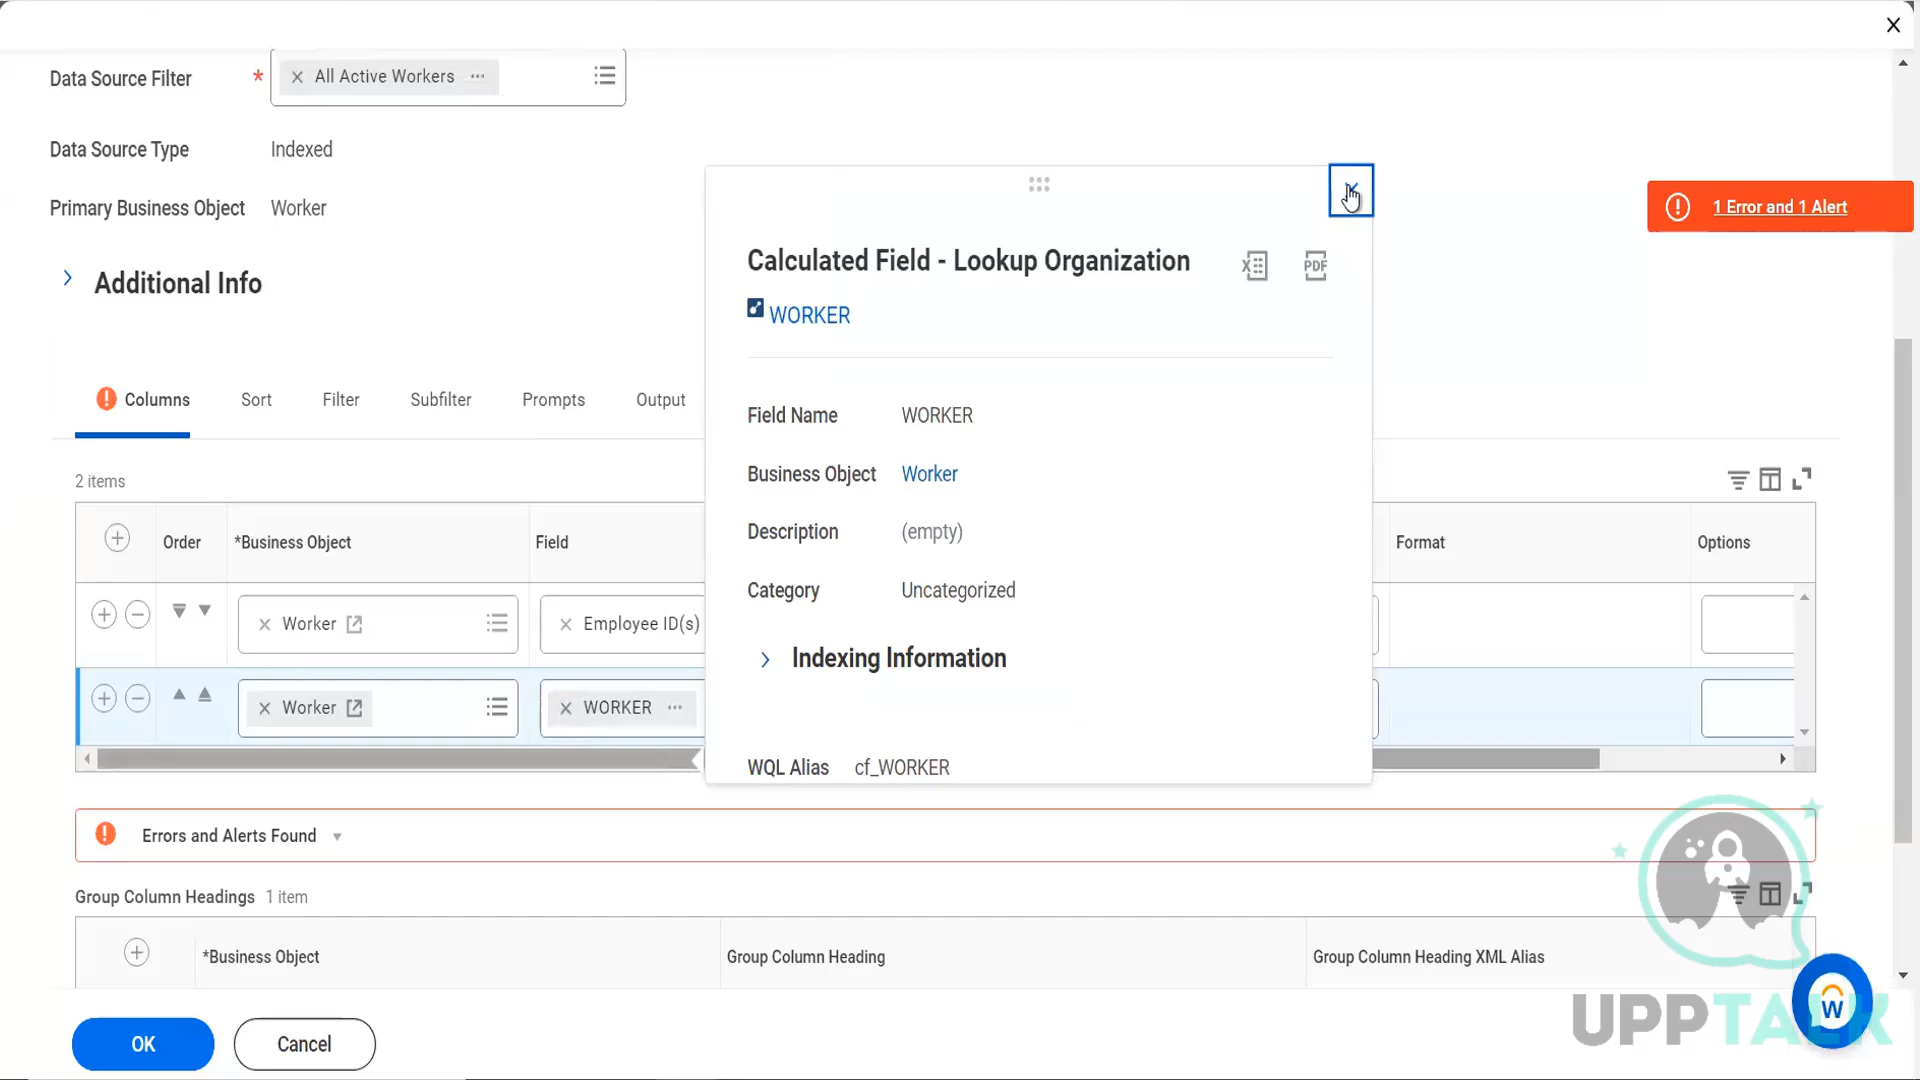 Data Source Filter * All Active Workers
Data Source Type Indexed
Primary Business Object Worker
1 Error and 1 Alert
Additional Info
Calculated Field - Lookup Organization
PDF
WORKER
Columns Sort Filter Subfilter Prompts Output
Field Name WORKER
Business Object Worker
Description (empty)
Category Uncategorized
Indexing Information
WQL Alias cf_WORKER
2 items
Order *Business Object Field Format Options
Worker Employee ID(s)
Worker WORKER
Errors and Alerts Found
Group Column Headings 1 item
*Business Object Group Column Heading Group Column Heading XML Alias
OK Cancel
W
UPPTALK